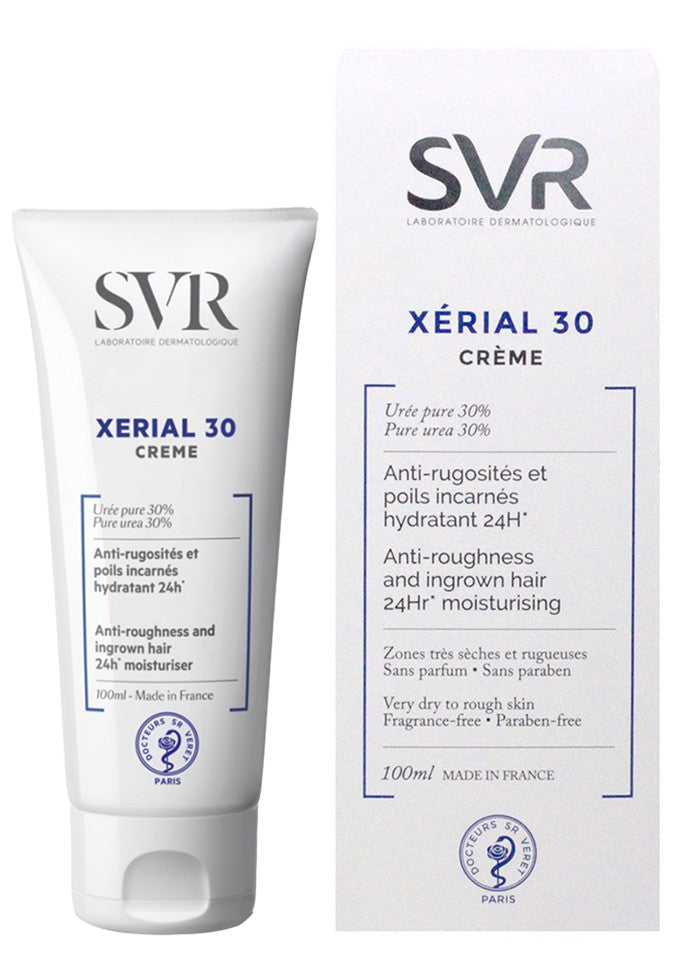 SVR
LABORATOIRE DERMATOLOGIQUE
XERIAL 30
CREME
Urée pure 30%
Pure urea 30%
Anti-rugosités et
poils incarnés
hydratant 24h*
Anti-roughness and
ingrown hair
24h* moisturiser
100ml - Made in France
DOCTEURS SR VERET
PARIS
SVR
LABORATOIRE DERMATOLOGIQUE
XÉRIAL 30
CRÈME
Urée pure 30%
Pure urea 30%
Anti-rugosités et
poils incarnés
hydratant 24H*
Anti-roughness
and ingrown hair
24Hr* moisturising
Zones très sèches et rugueuses
Sans parfum • Sans paraben
Very dry to rough skin
Fragrance-free • Paraben-free
100ml MADE IN FRANCE
DOCTEURS SR VERET
PARIS